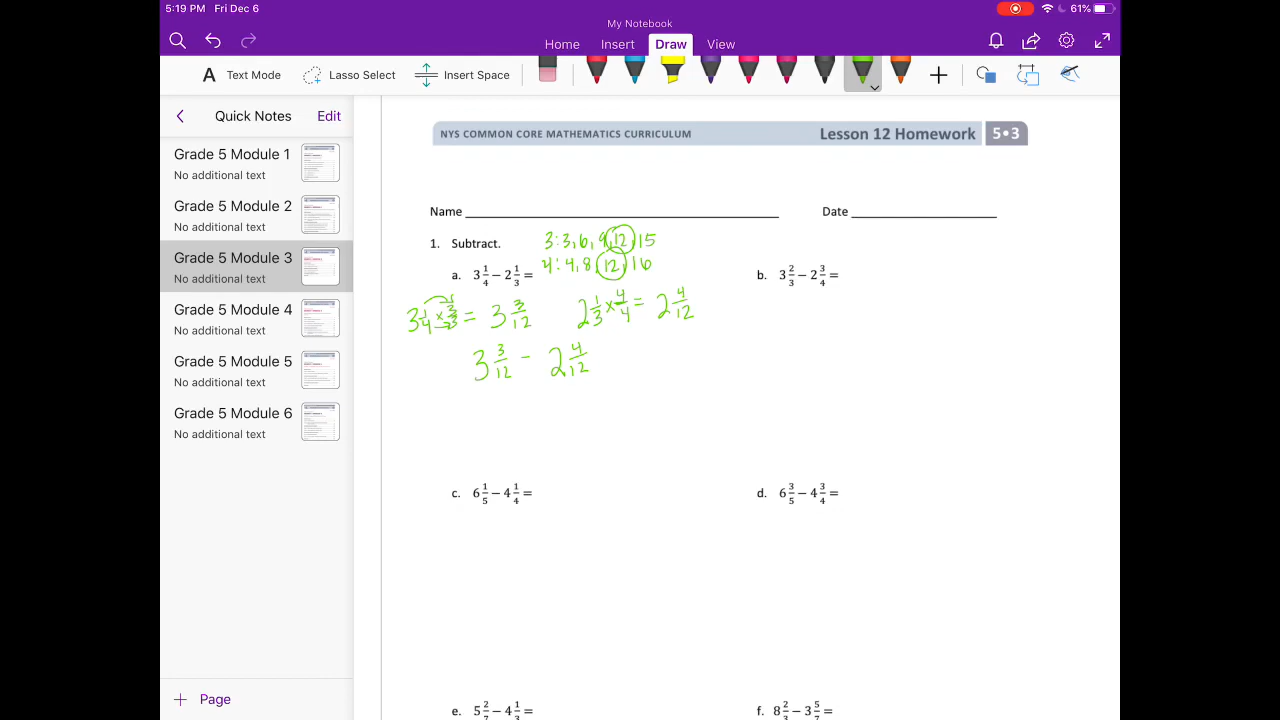 5:19 PM Fri Dec 6
61%
My Notebook
Home Insert Draw View
A Text Mode Lasso Select Insert Space
Quick Notes Edit
Grade 5 Module 1
No additional text
Grade 5 Module 2
No additional text
Grade 5 Module 3
No additional text
Grade 5 Module 4
No additional text
Grade 5 Module 5
No additional text
Grade 5 Module 6
No additional text
+ Page
NYS COMMON CORE MATHEMATICS CURRICULUM Lesson 12 Homework 5•3
Name Date
1. Subtract.
3: 3, 6, 9, 12, 15
4: 4, 8, 12, 16
a. 3 1/4 − 2 1/3 =
b. 3 2/3 − 2 3/4 =
3 1/4 × 3/3 = 3 3/12 2 1/3 × 4/4 = 2 4/12
3 3/12 − 2 4/12
c. 6 1/5 − 4 1/4 =
d. 6 3/5 − 4 3/4 =
e. 5 2/7 − 4 1/3 =
f. 8 2/3 − 3 5/7 =